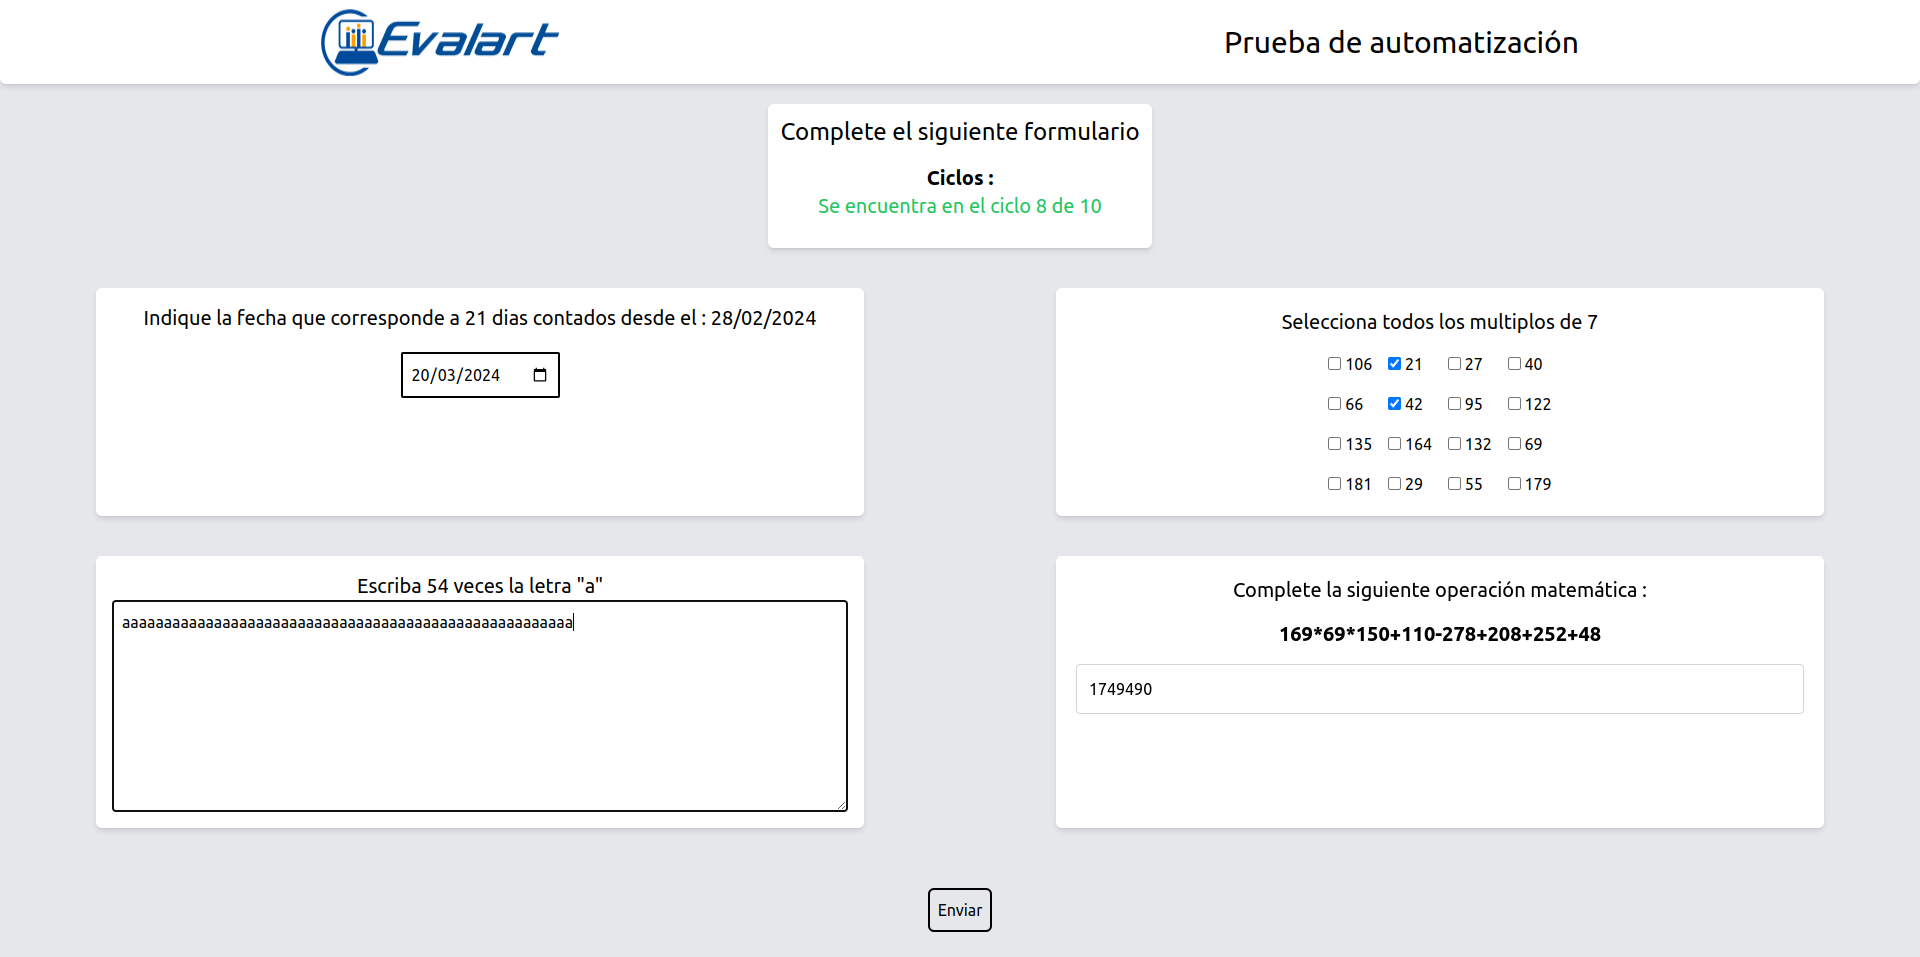 Evalart
Prueba de automatización
Complete el siguiente formulario
Ciclos :
Se encuentra en el ciclo 8 de 10
Indique la fecha que corresponde a 21 dias contados desde el : 28/02/2024
20/03/2024
Selecciona todos los multiplos de 7
106 21 27 40
66 42 95 122
135 164 132 69
181 29 55 179
Escriba 54 veces la letra "a"
aaaaaaaaaaaaaaaaaaaaaaaaaaaaaaaaaaaaaaaaaaaaaaaaaaaaaa
Complete la siguiente operación matemática :
169*69*150+110-278+208+252+48
1749490
Enviar